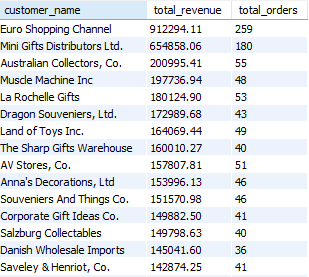 customer_name total_revenue total_orders
Euro Shopping Channel 912294.11 259
Mini Gifts Distributors Ltd. 654858.06 180
Australian Collectors, Co. 200995.41 55
Muscle Machine Inc 197736.94 48
La Rochelle Gifts 180124.90 53
Dragon Souveniers, Ltd. 172989.68 43
Land of Toys Inc. 164069.44 49
The Sharp Gifts Warehouse 160010.27 40
AV Stores, Co. 157807.81 51
Anna's Decorations, Ltd 153996.13 46
Souveniers And Things Co. 151570.98 46
Corporate Gift Ideas Co. 149882.50 41
Salzburg Collectables 149798.63 40
Danish Wholesale Imports 145041.60 36
Saveley & Henriot, Co. 142874.25 41